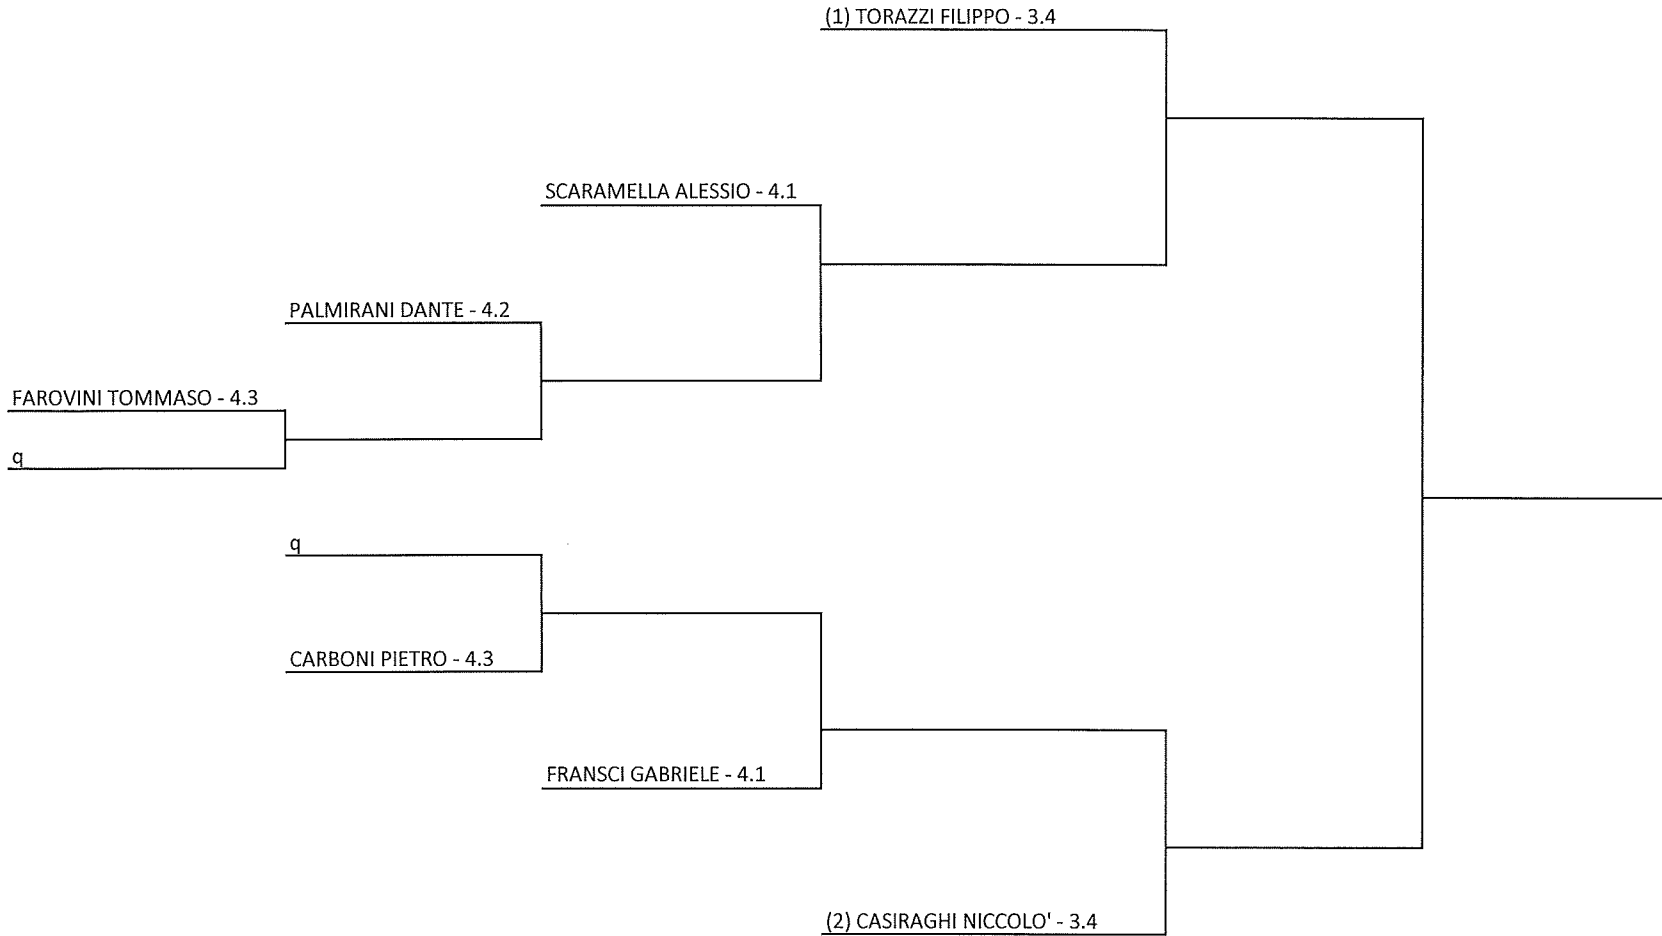 (1) TORAZZI FILIPPO - 3.4
SCARAMELLA ALESSIO - 4.1
PALMIRANI DANTE - 4.2
FAROVINI TOMMASO - 4.3
q
q
CARBONI PIETRO - 4.3
FRANSCI GABRIELE - 4.1
(2) CASIRAGHI NICCOLO' - 3.4